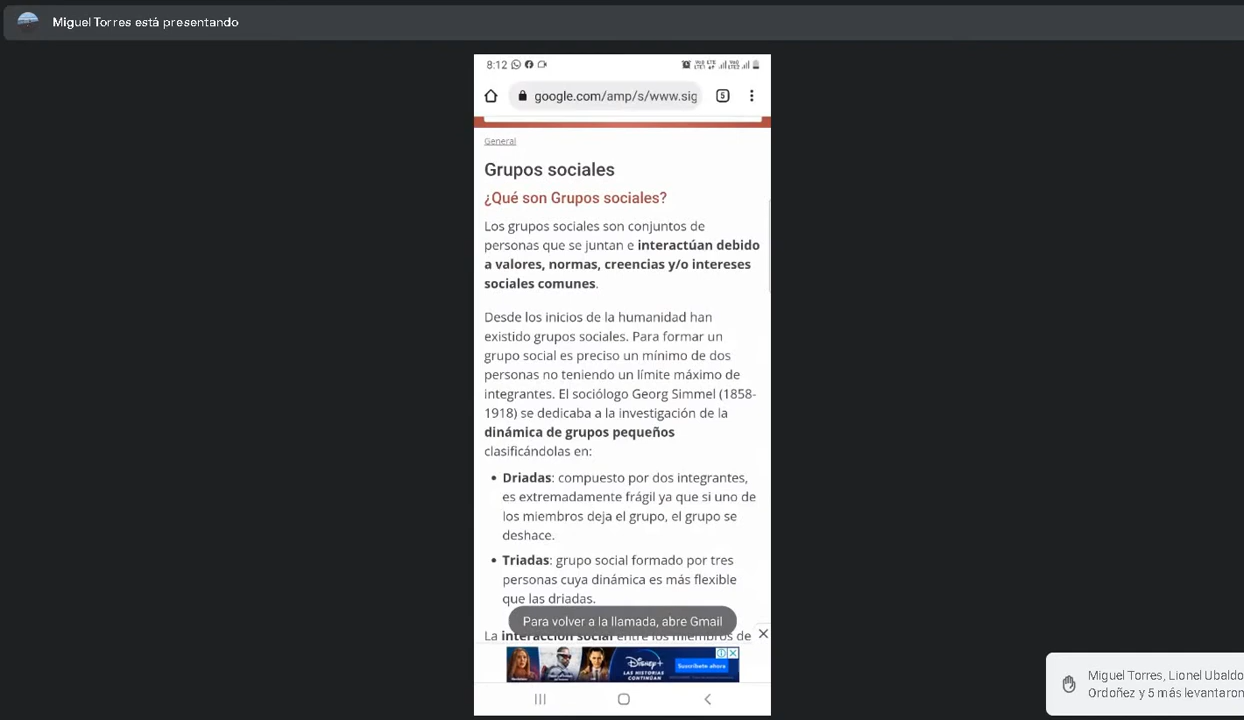 Miguel Torres está presentando
8:12
google.com/amp/s/www.sig
5
General
Grupos sociales
¿Qué son Grupos sociales?
Los grupos sociales son conjuntos de
personas que se juntan e interactúan debido
a valores, normas, creencias y/o intereses
sociales comunes.
Desde los inicios de la humanidad han
existido grupos sociales. Para formar un
grupo social es preciso un mínimo de dos
personas no teniendo un límite máximo de
integrantes. El sociólogo Georg Simmel (1858-
1918) se dedicaba a la investigación de la
dinámica de grupos pequeños
clasificándolas en:
• Driadas: compuesto por dos integrantes,
es extremadamente frágil ya que si uno de
los miembros deja el grupo, el grupo se
deshace.
• Triadas: grupo social formado por tres
personas cuya dinámica es más flexible
que las driadas.
Para volver a la llamada, abre Gmail
La interacción social entre los miembros de
Disney+
LAS HISTORIAS
CONTINÚAN
Suscríbete ahora
Miguel Torres, Lionel Ubaldo
Ordoñez y 5 más levantaron